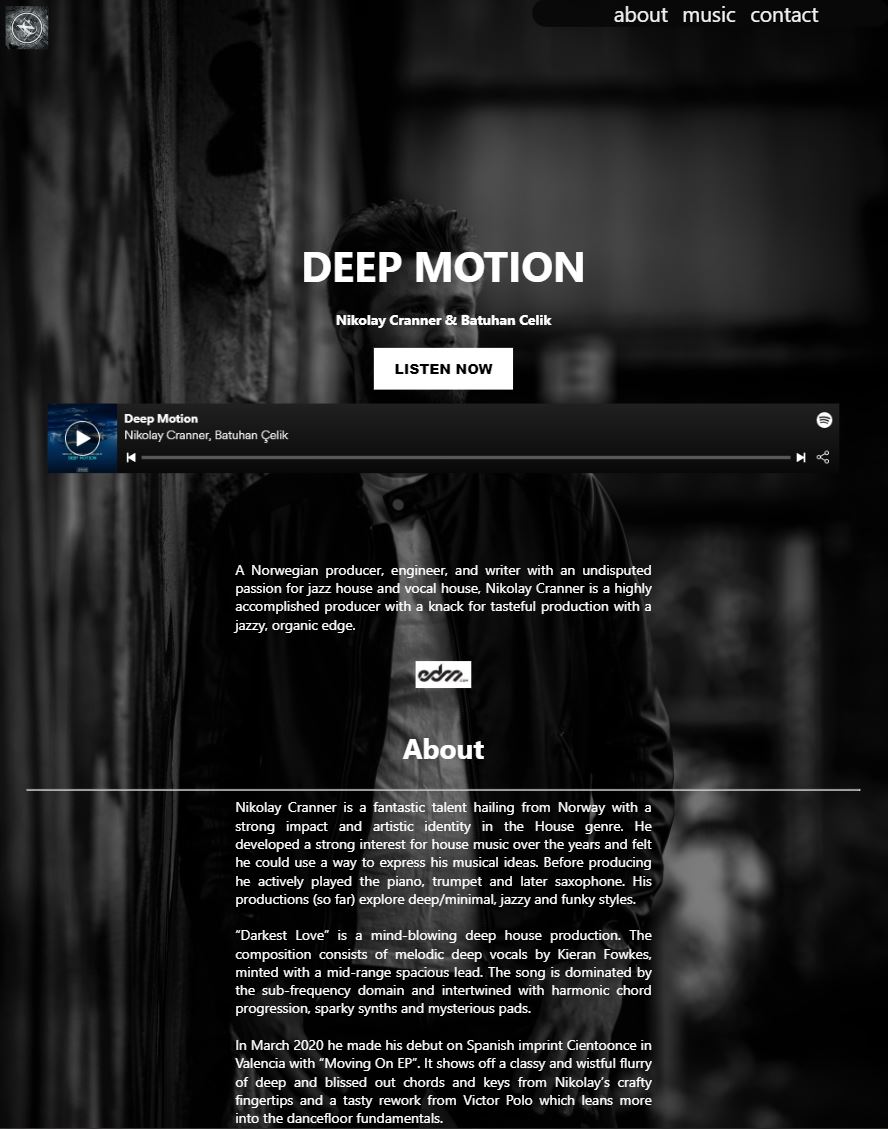 about music contact
DEEP MOTION
Nikolay Cranner & Batuhan Celik
LISTEN NOW
Deep Motion
Nikolay Cranner, Batuhan Çelik
DEEP MOTION
A Norwegian producer, engineer, and writer with an undisputed
passion for jazz house and vocal house, Nikolay Cranner is a highly
accomplished producer with a knack for tasteful production with a
jazzy, organic edge.
edm.com
About
Nikolay Cranner is a fantastic talent hailing from Norway with a
strong impact and artistic identity in the House genre. He
developed a strong interest for house music over the years and felt
he could use a way to express his musical ideas. Before producing
he actively played the piano, trumpet and later saxophone. His
productions (so far) explore deep/minimal, jazzy and funky styles.
“Darkest Love” is a mind-blowing deep house production. The
composition consists of melodic deep vocals by Kieran Fowkes,
minted with a mid-range spacious lead. The song is dominated by
the sub-frequency domain and intertwined with harmonic chord
progression, sparky synths and mysterious pads.
In March 2020 he made his debut on Spanish imprint Cientoonce in
Valencia with “Moving On EP”. It shows off a classy and wistful flurry
of deep and blissed out chords and keys from Nikolay’s crafty
fingertips and a tasty rework from Victor Polo which leans more
into the dancefloor fundamentals.